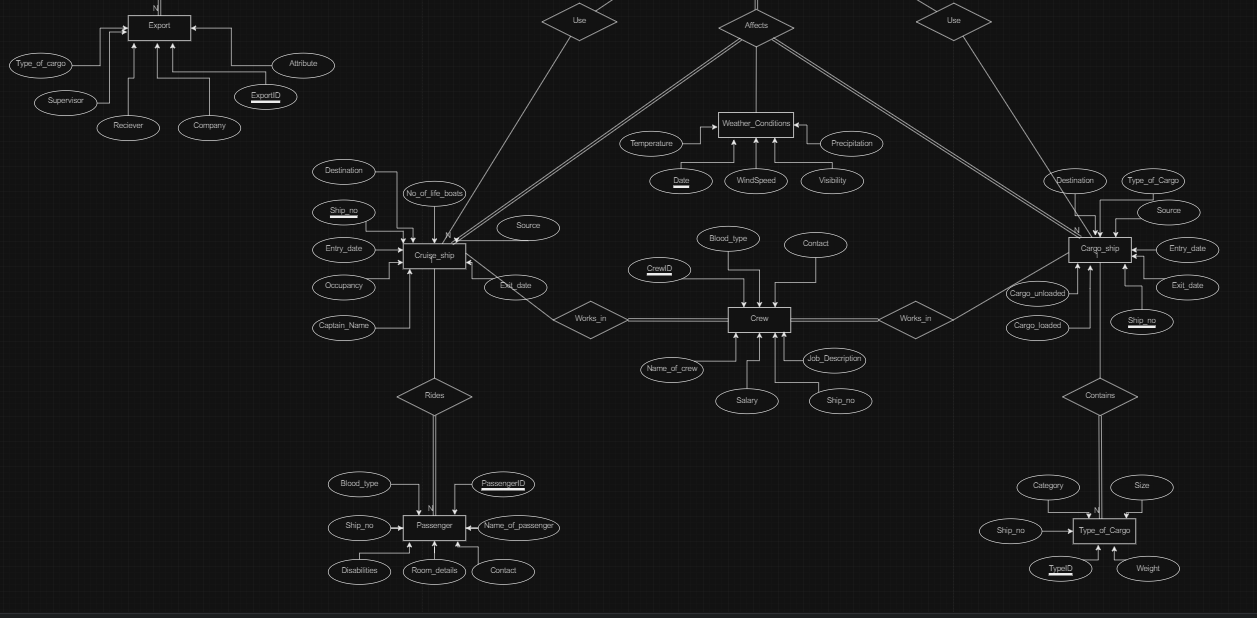 N
Export
Use
Affects
Use
Type_of_cargo
Attribute
Supervisor
ExportID
Reciever
Company
Weather_Conditions
Temperature
Precipitation
Date
WindSpeed
Visibility
Destination
No_of_life_boats
Ship_no
Source
N
Entry_date
Cruise_ship
1
Occupancy
Exit_date
Captain_Name
Blood_type
Contact
CrewID
Works_in
Crew
Works_in
Name_of_crew
Job_Description
Salary
Ship_no
Destination
Type_of_Cargo
Source
N
Cargo_ship
1
Entry_date
Cargo_unloaded
Exit_date
Cargo_loaded
Ship_no
Rides
Contains
Blood_type
PassengerID
N
Ship_no
Passenger
Name_of_passenger
Disabilities
Room_details
Contact
Category
Size
N
Ship_no
Type_of_Cargo
TypeID
Weight